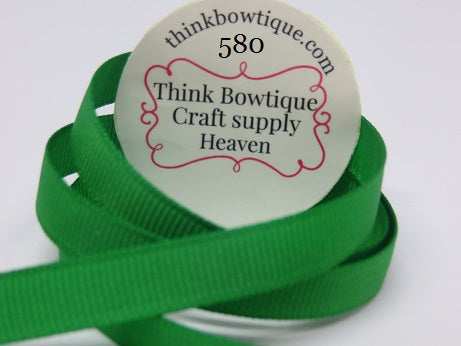 thinkbowtique.com
580
Think Bowtique
Craft supply
Heaven